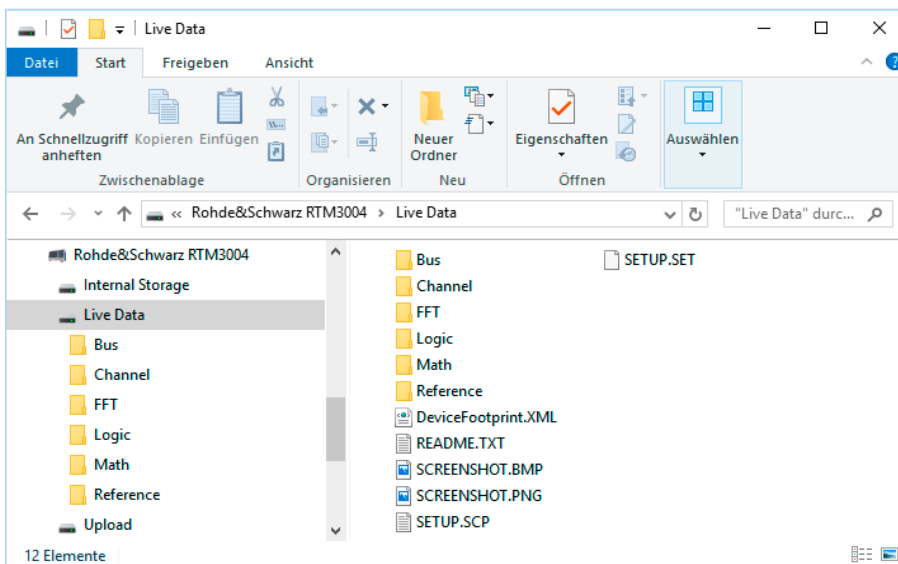 Live Data
Datei Start Freigeben Ansicht
An Schnellzugriff anheften
Kopieren
Einfügen
Neuer Ordner
Eigenschaften
Auswählen
Zwischenablage Organisieren Neu Öffnen
« Rohde&Schwarz RTM3004 > Live Data
"Live Data" durc...
Rohde&Schwarz RTM3004
Internal Storage
Live Data
Bus
Channel
FFT
Logic
Math
Reference
Upload
Bus
Channel
FFT
Logic
Math
Reference
DeviceFootprint.XML
README.TXT
SCREENSHOT.BMP
SCREENSHOT.PNG
SETUP.SCP
SETUP.SET
12 Elemente